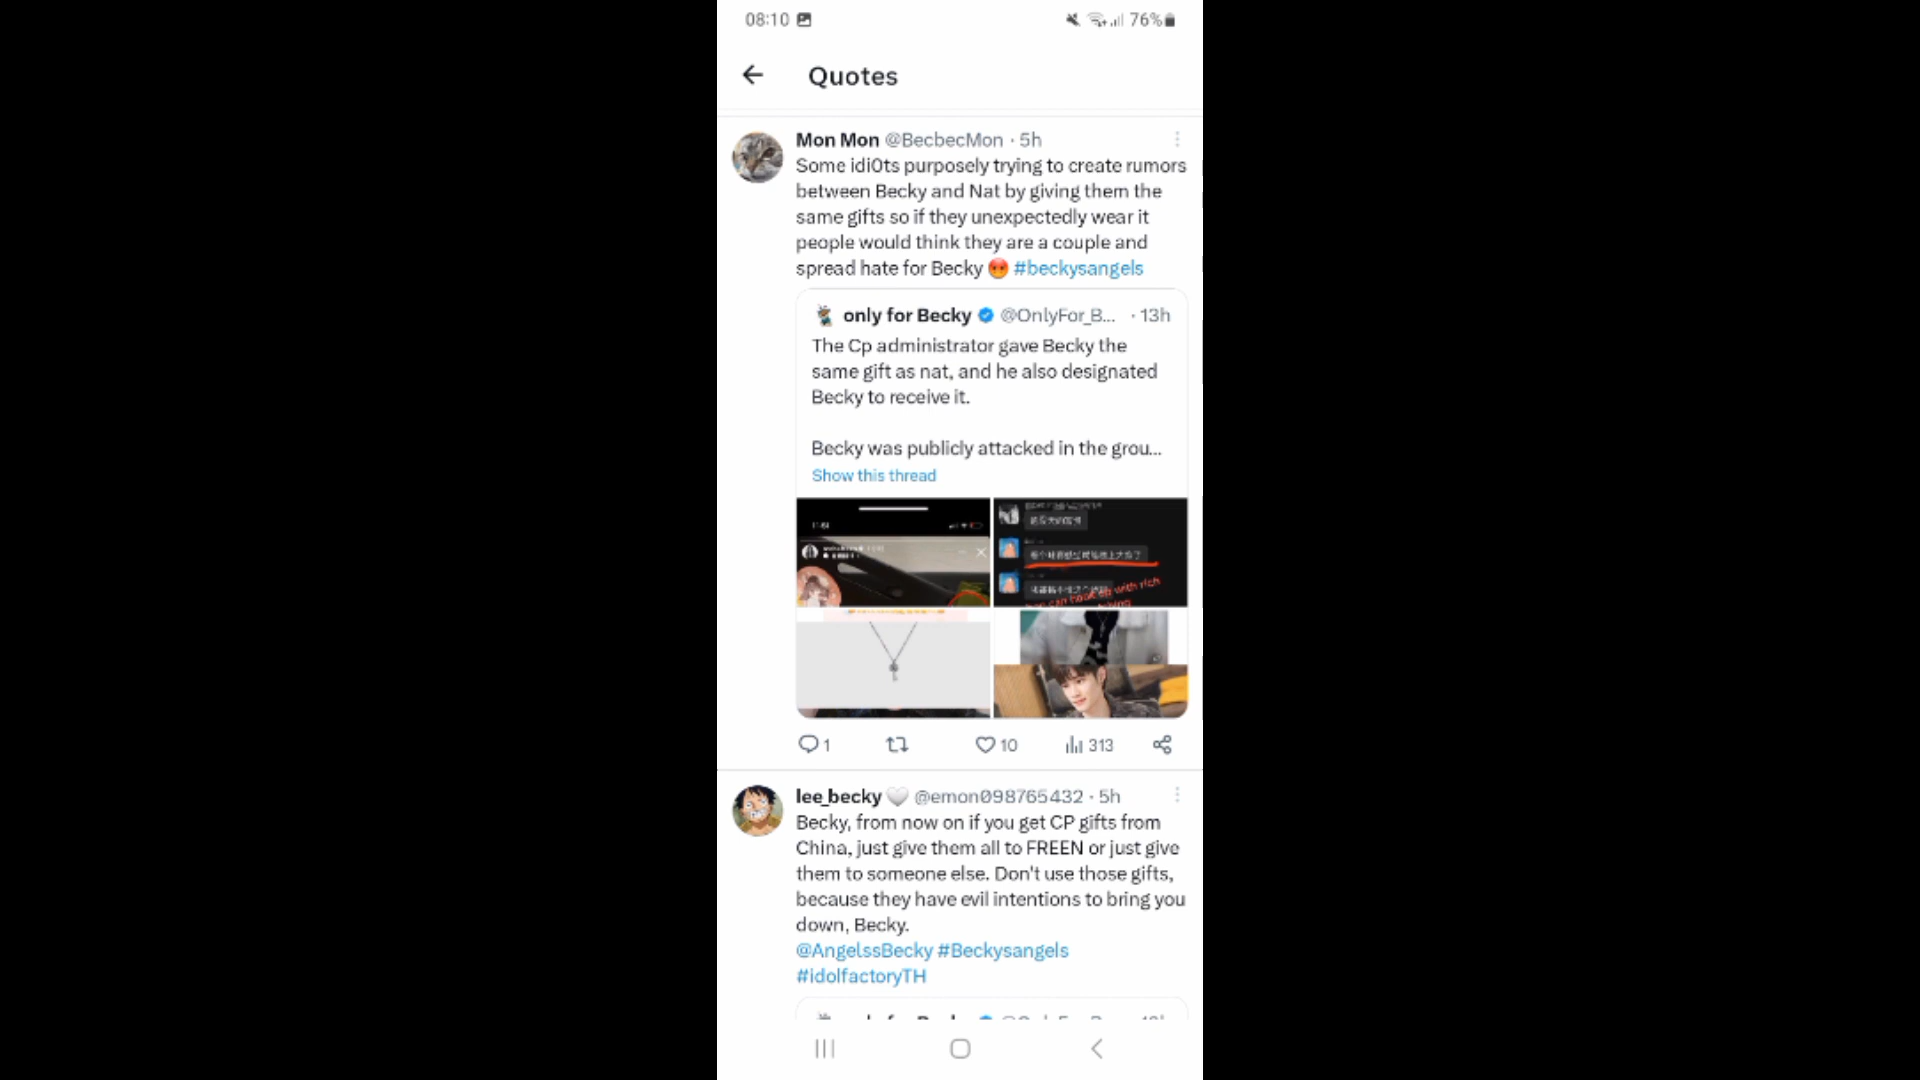 08:10
76%
Quotes
Mon Mon @BecbecMon · 5h
Some idi0ts purposely trying to create rumors
between Becky and Nat by giving them the
same gifts so if they unexpectedly wear it
people would think they are a couple and
spread hate for Becky 😡 #beckysangels
only for Becky @OnlyFor_B... · 13h
The Cp administrator gave Becky the
same gift as nat, and he also designated
Becky to receive it.
Becky was publicly attacked in the grou...
Show this thread
with rich
1
10
313
lee_becky 🤍 @emon098765432 · 5h
Becky, from now on if you get CP gifts from
China, just give them all to FREEN or just give
them to someone else. Don't use those gifts,
because they have evil intentions to bring you
down, Becky.
@AngelssBecky #Beckysangels
#idolfactoryTH